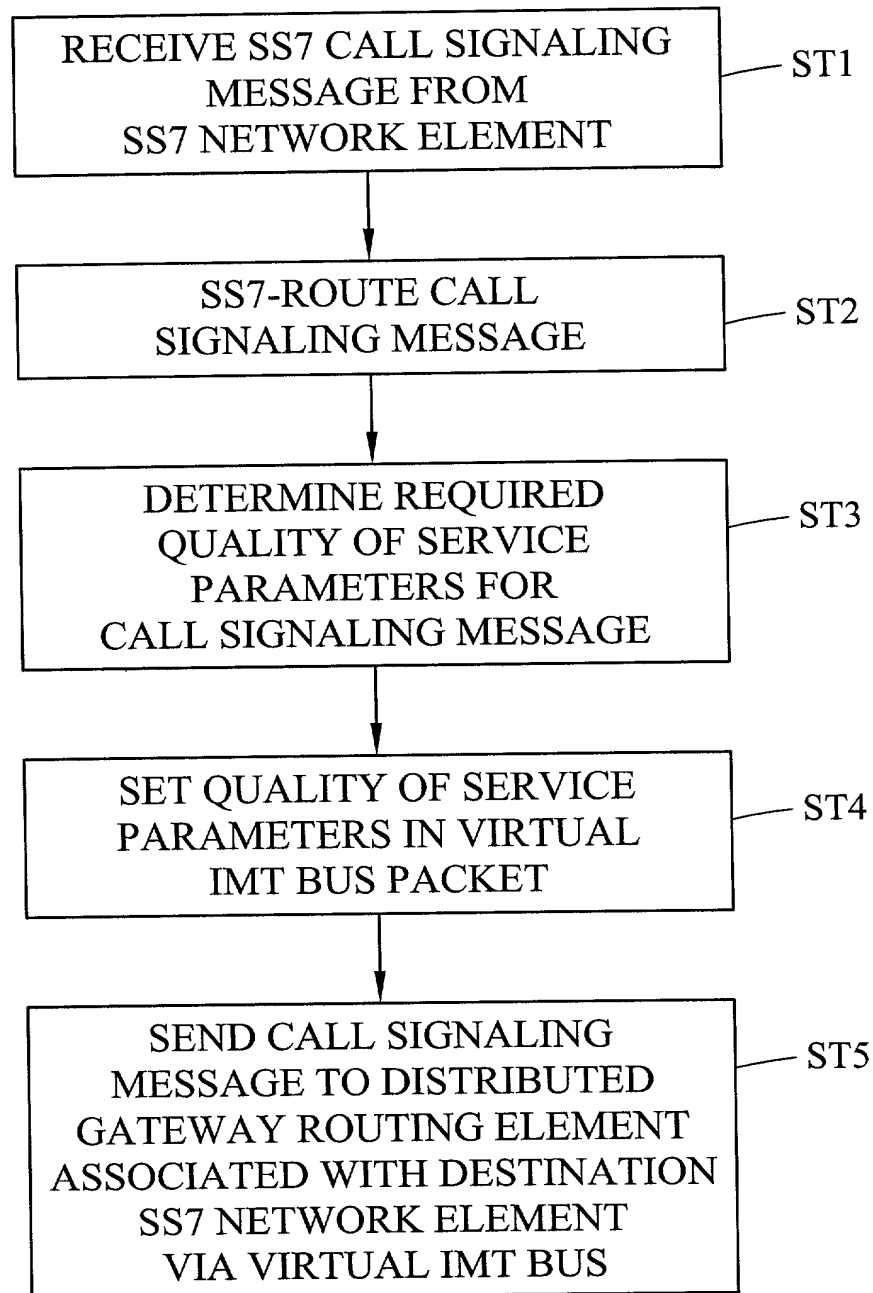 RECEIVE SS7 CALL SIGNALING
MESSAGE FROM
SS7 NETWORK ELEMENT
ST1
SS7-ROUTE CALL
SIGNALING MESSAGE
ST2
DETERMINE REQUIRED
QUALITY OF SERVICE
PARAMETERS FOR
CALL SIGNALING MESSAGE
ST3
SET QUALITY OF SERVICE
PARAMETERS IN VIRTUAL
IMT BUS PACKET
ST4
SEND CALL SIGNALING
MESSAGE TO DISTRIBUTED
GATEWAY ROUTING ELEMENT
ASSOCIATED WITH DESTINATION
SS7 NETWORK ELEMENT
VIA VIRTUAL IMT BUS
ST5